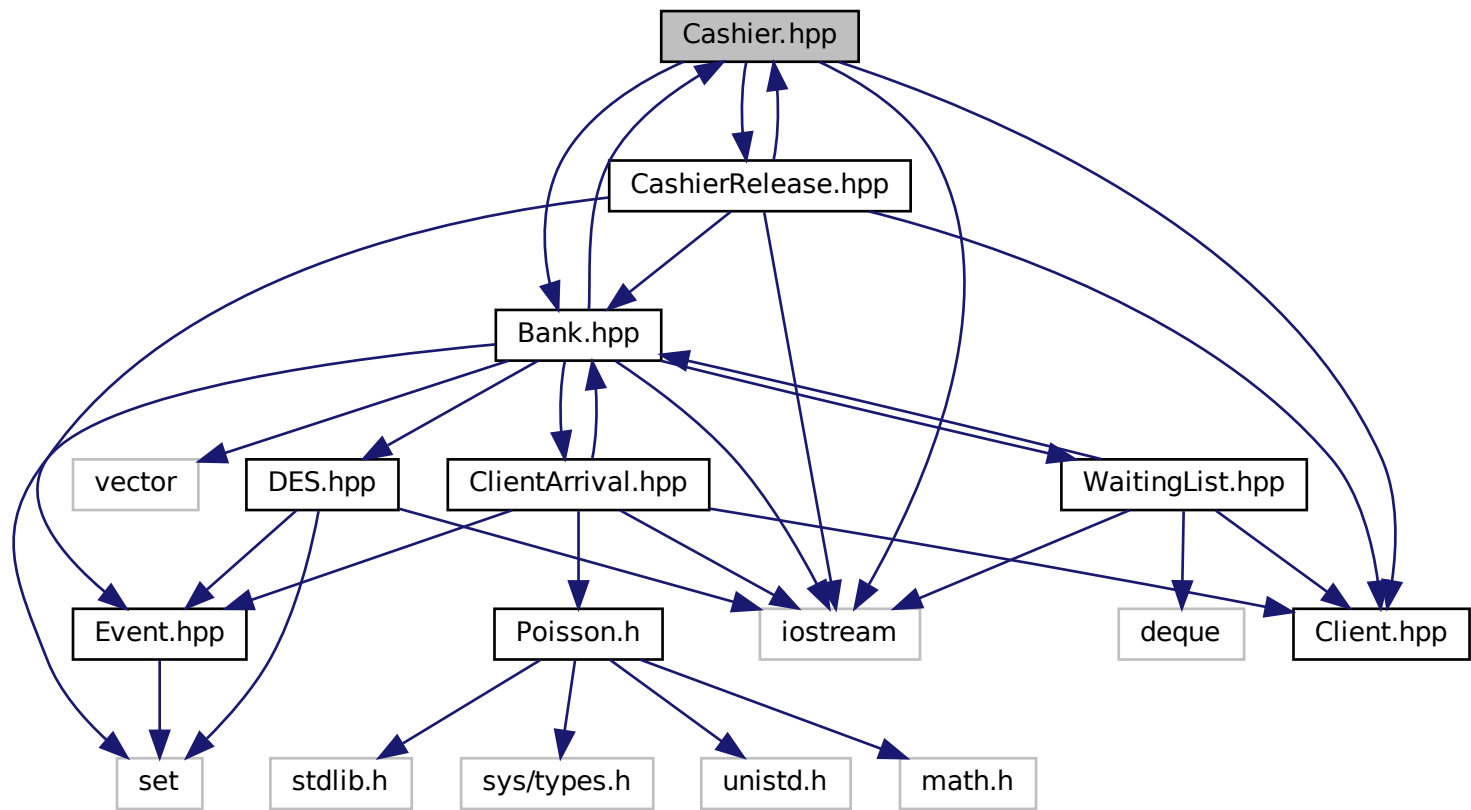 Cashier.hpp
CashierRelease.hpp
Bank.hpp
vector
DES.hpp
ClientArrival.hpp
WaitingList.hpp
Event.hpp
Poisson.h
iostream
deque
Client.hpp
set
stdlib.h
sys/types.h
unistd.h
math.h